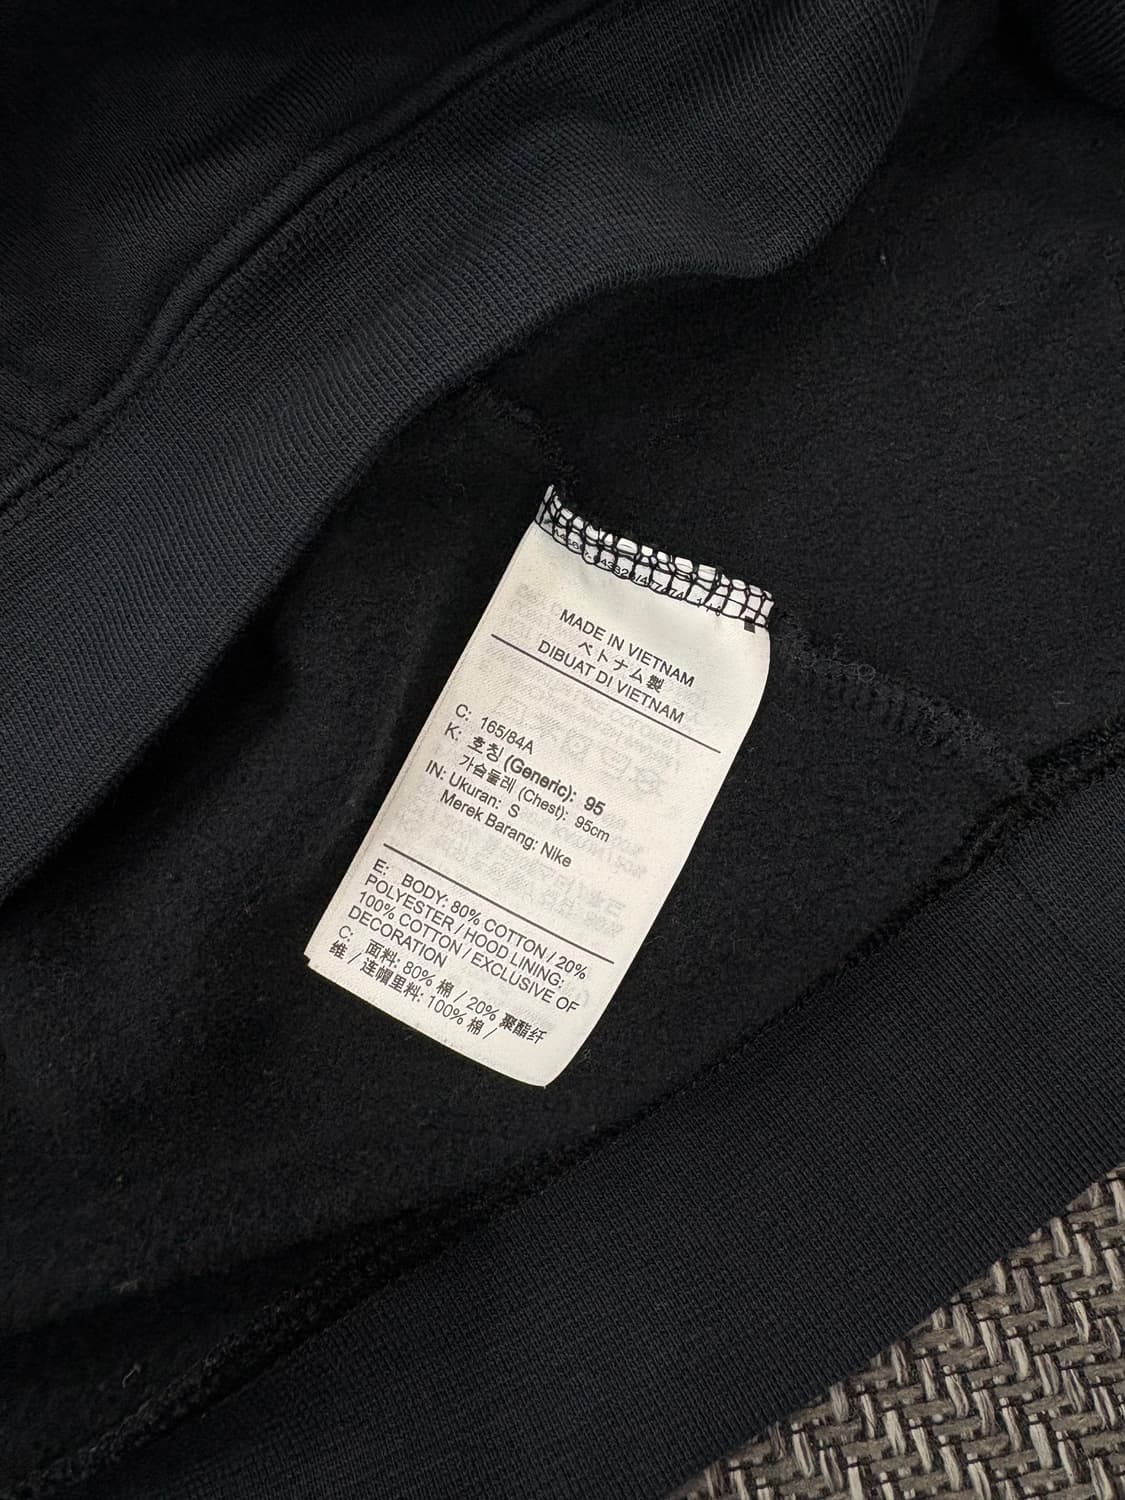 MADE IN VIETNAM
ベトナム製
DIBUAT DI VIETNAM
C: 165/84A
K: 호칭 (Generic): 95
가슴둘레 (Chest): 95cm
IN: Ukuran: S
Merek Barang: Nike
E: BODY: 80% COTTON / 20%
POLYESTER / HOOD LINING:
100% COTTON / EXCLUSIVE OF
DECORATION
C: 面料: 80% 棉 / 20% 聚酯纤
维 / 连帽里料: 100% 棉 /